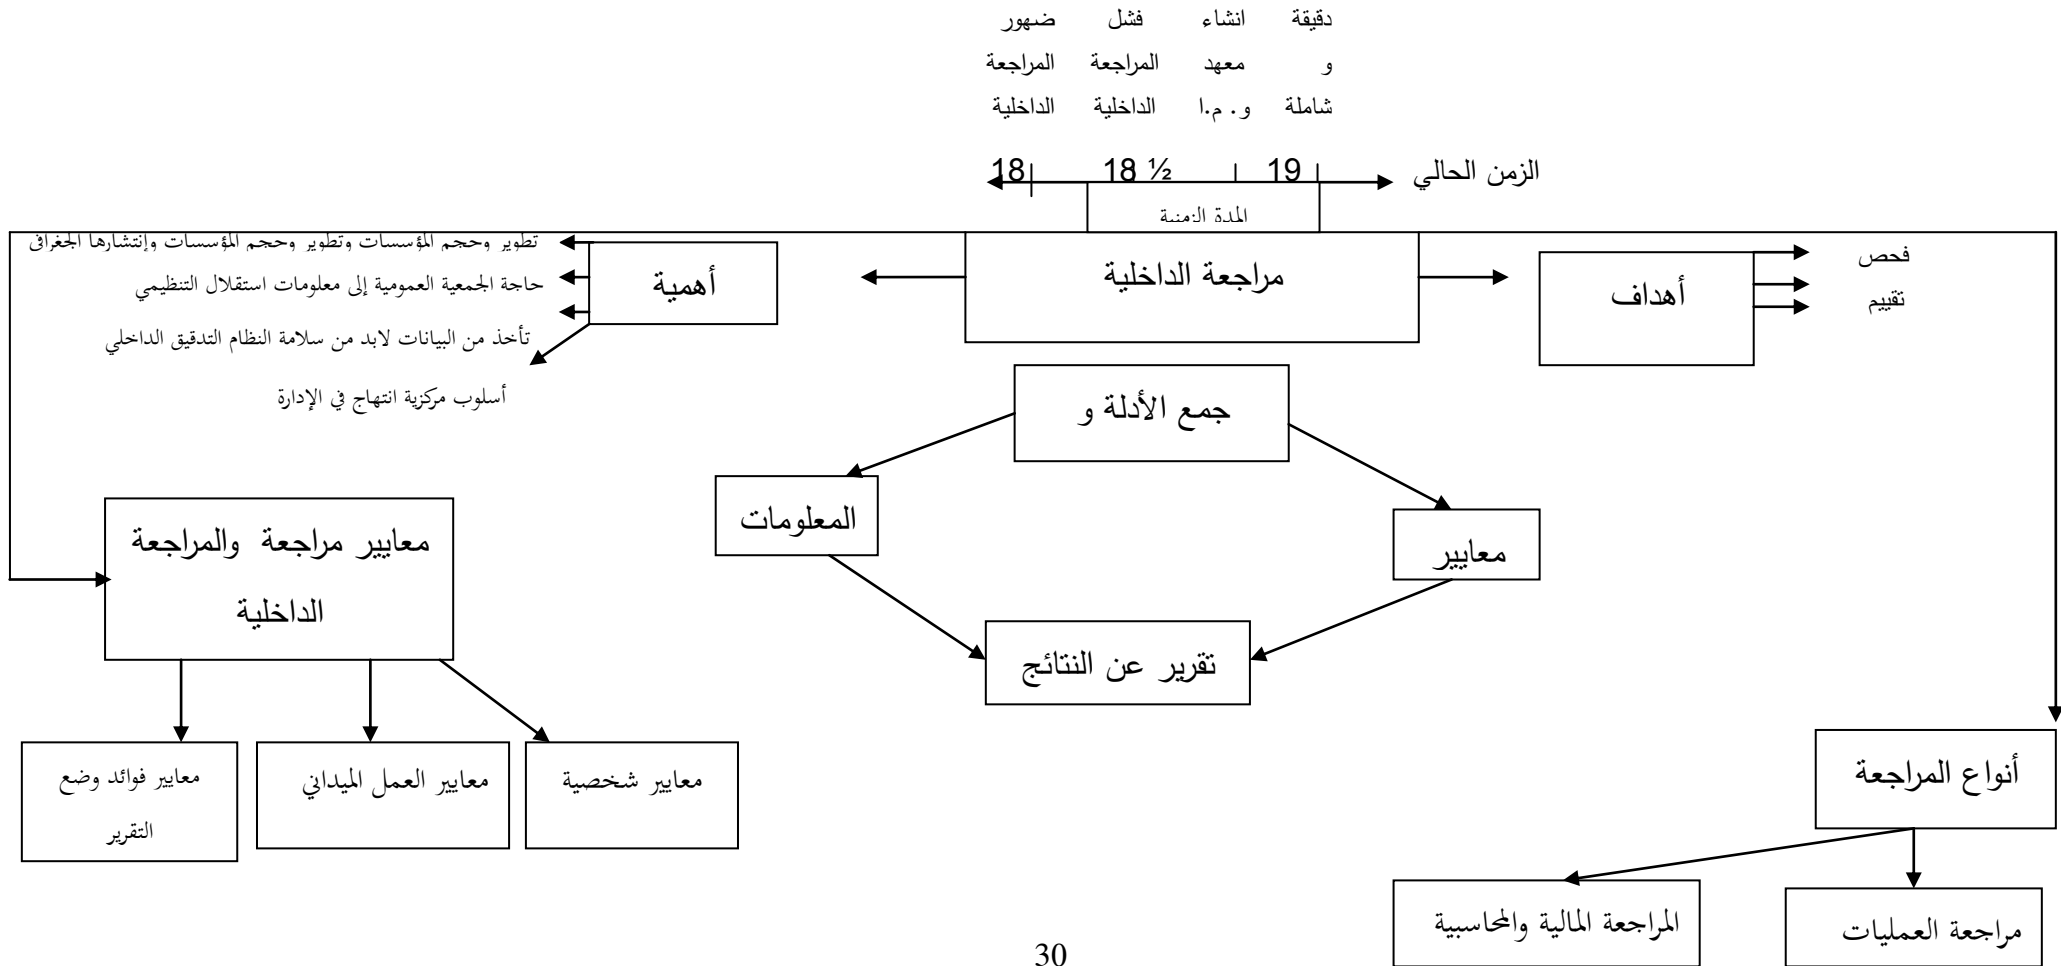 دقيقة انشاء فشل ضهور
و معهد المراجعة المراجعة
شاملة و. م.ا الداخلية الداخلية
الزمن الحالي
18 18 ½ 19
المدة الزمنية
مراجعة الداخلية
أهداف
فحص
تقييم
أهمية
تطوير وحجم المؤسسات وتطوير وحجم المؤسسات وإنتشارها الجغرافي
حاجة الجمعية العمومية إلى معلومات استقلال التنظيمي
تأخذ من البيانات لابد من سلامة النظام التدقيق الداخلي
أسلوب مركزية انتهاج في الإدارة
جمع الأدلة و
معايير
المعلومات
تقرير عن النتائج
معايير مراجعة والمراجعة
الداخلية
معايير شخصية
معايير العمل الميداني
معايير فوائد وضع
التقرير
أنواع المراجعة
مراجعة العمليات
المراجعة المالية والمحاسبية
30